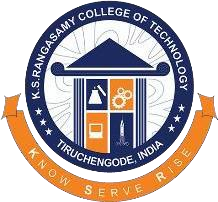 K.S.RANGASAMY COLLEGE OF TECHNOLOGY
TIRUCHENGODE, INDIA
KNOW SERVE RISE